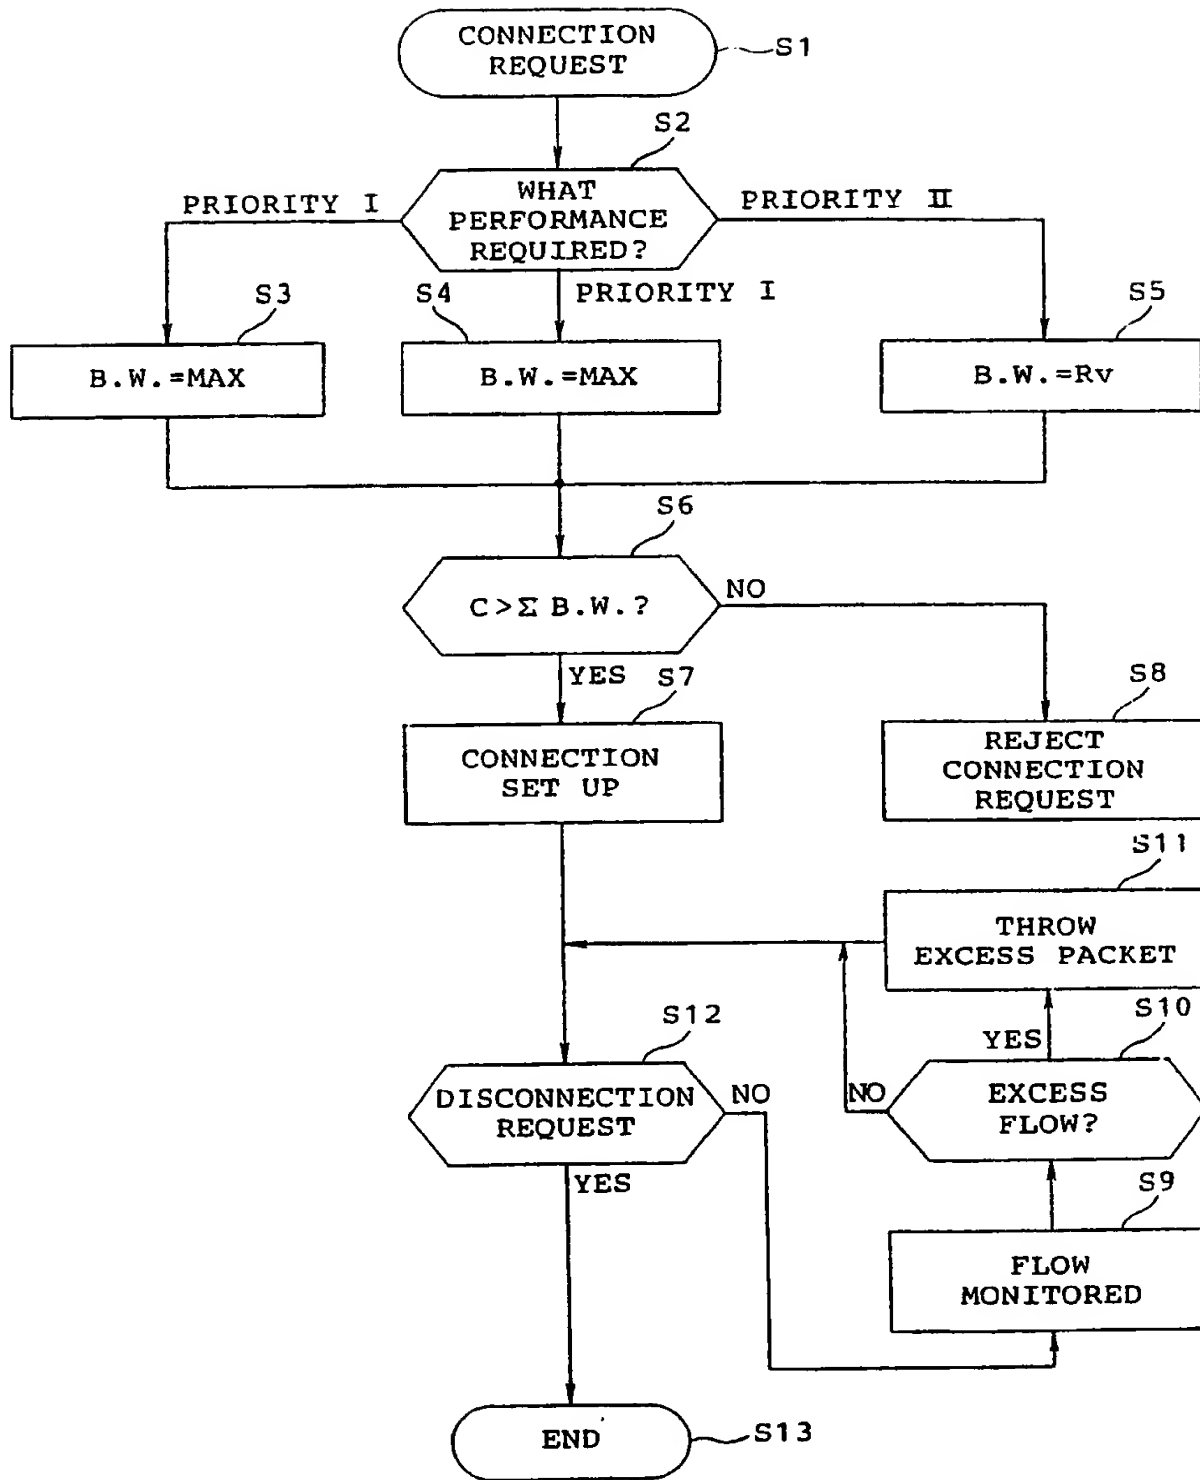 CONNECTION
REQUEST
S1
S2
WHAT
PERFORMANCE
REQUIRED?
PRIORITY I
PRIORITY II
PRIORITY I
S3
S4
S5
B.W.=MAX
B.W.=MAX
B.W.=Rv
S6
C>Σ B.W.?
NO
YES
S7
S8
CONNECTION
SET UP
REJECT
CONNECTION
REQUEST
S11
THROW
EXCESS PACKET
S12
S10
YES
DISCONNECTION
REQUEST
NO
NO
EXCESS
FLOW?
YES
S9
FLOW
MONITORED
END
S13